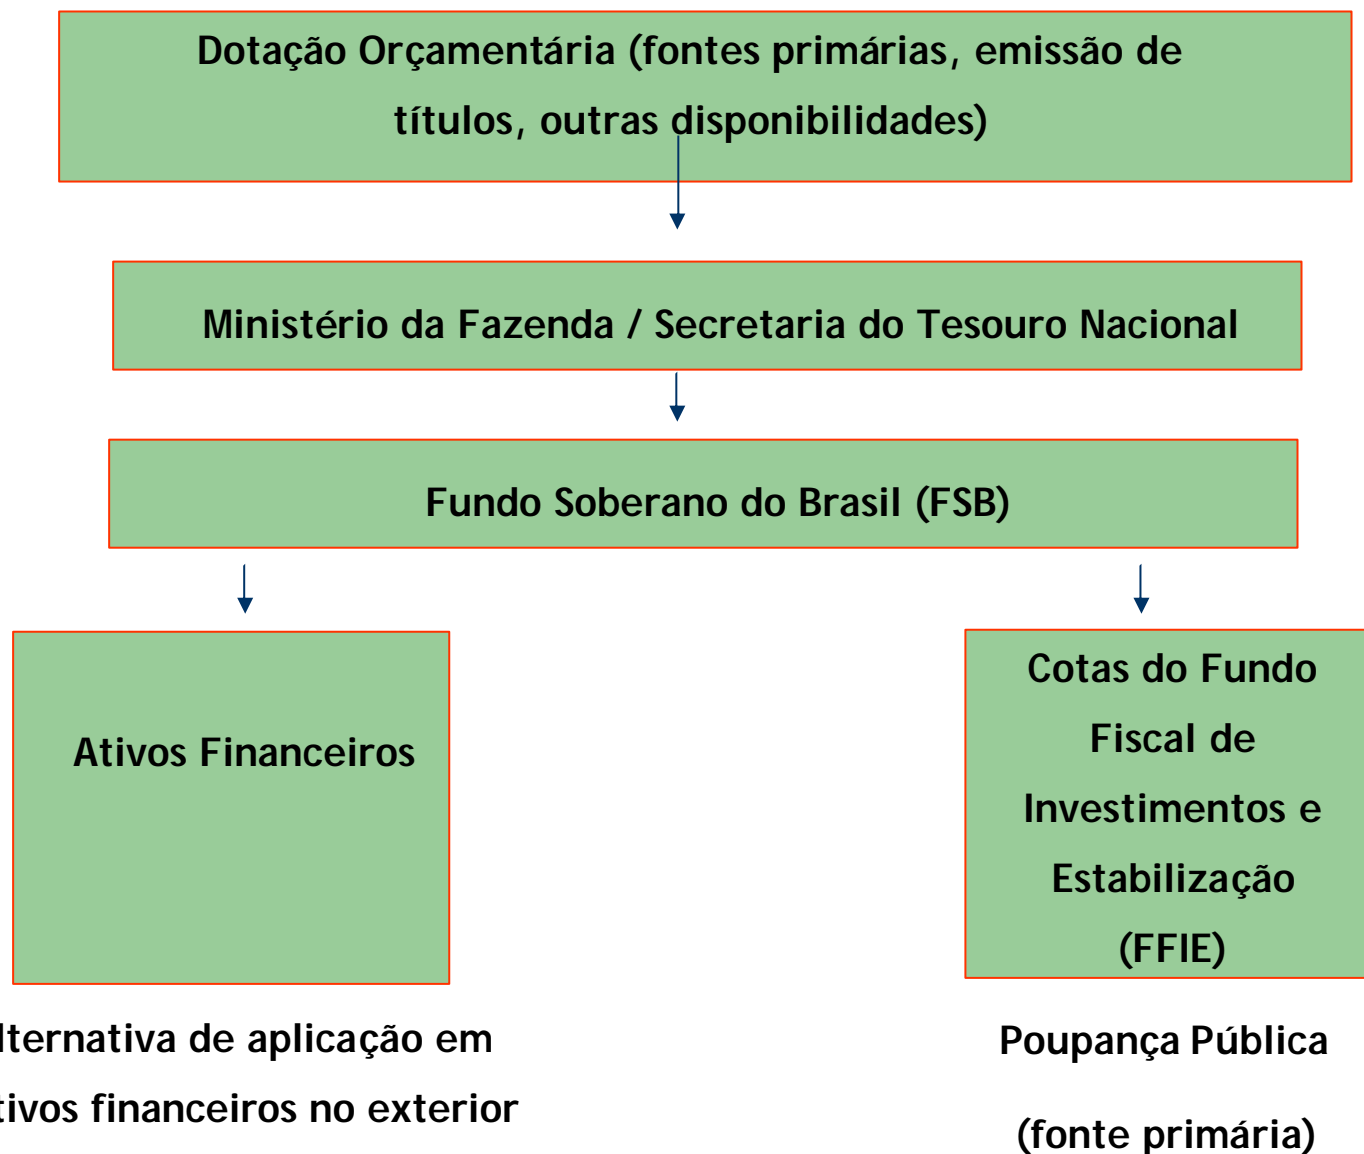 Dotação Orçamentária (fontes primárias, emissão de
títulos, outras disponibilidades)
Ministério da Fazenda / Secretaria do Tesouro Nacional
Fundo Soberano do Brasil (FSB)
Ativos Financeiros
lternativa de aplicação em
tivos financeiros no exterior
Cotas do Fundo
Fiscal de
Investimentos e
Estabilização
(FFIE)
Poupança Pública
(fonte primária)